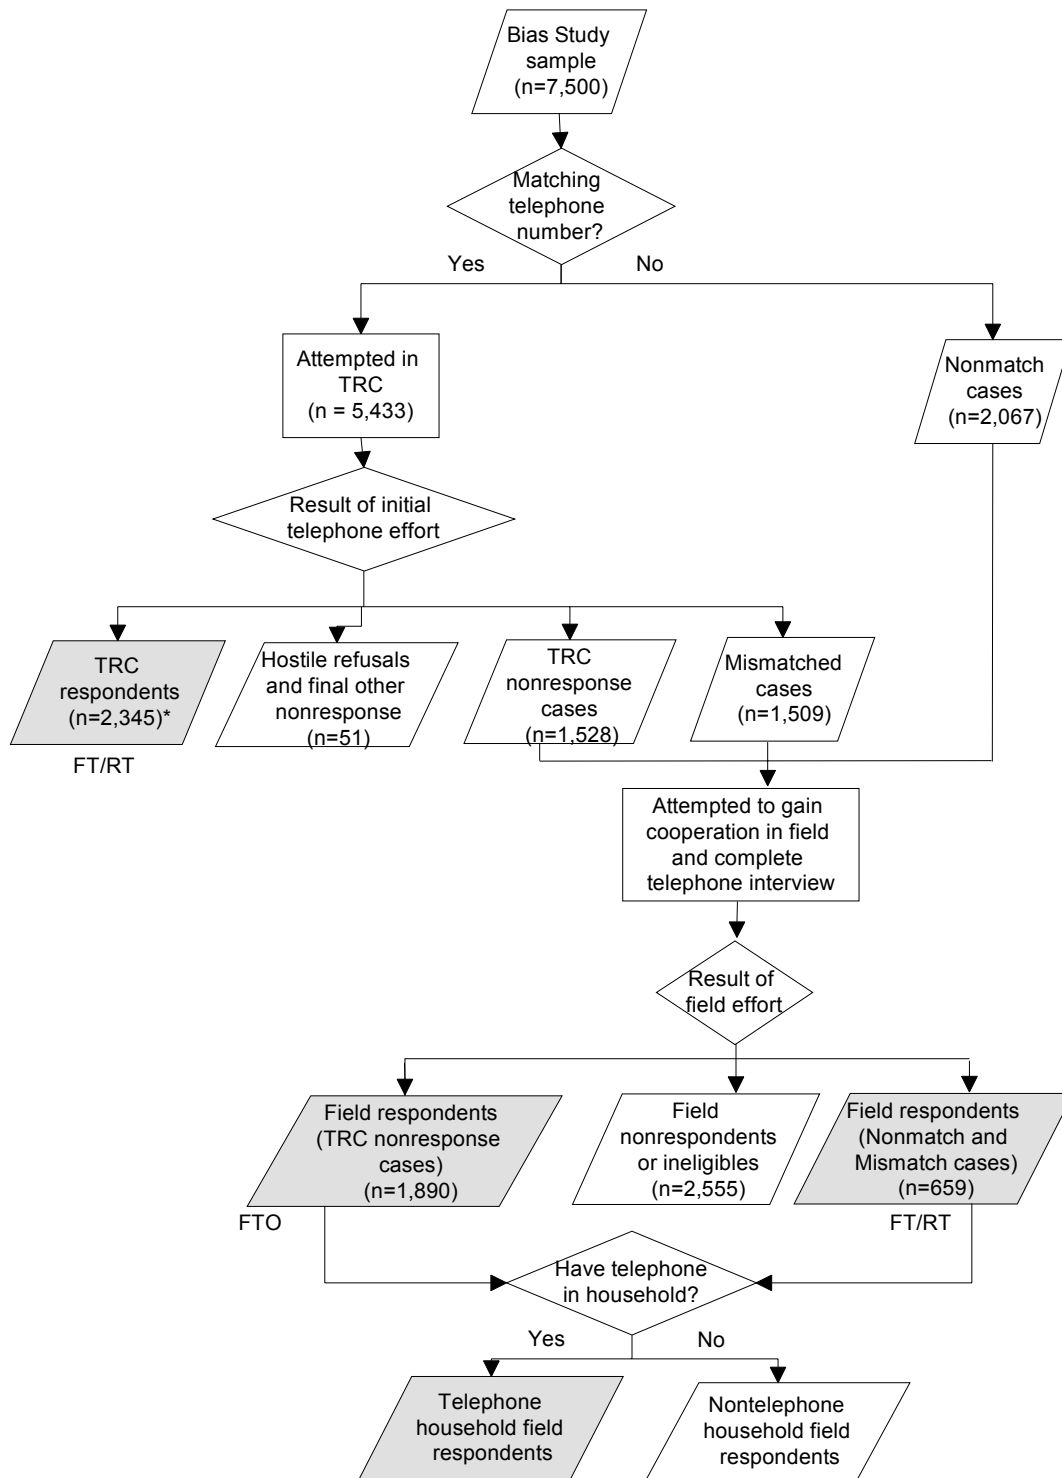 Bias Study
sample
(n=7,500)
Matching
telephone
number?
Yes
No
Attempted in
TRC
(n = 5,433)
Nonmatch
cases
(n=2,067)
Result of initial
telephone effort
TRC
respondents
(n=2,345)*
FT/RT
Hostile refusals
and final other
nonresponse
(n=51)
TRC
nonresponse
cases
(n=1,528)
Mismatched
cases
(n=1,509)
Attempted to gain
cooperation in field
and complete
telephone interview
Result of
field effort
Field respondents
(TRC nonresponse
cases)
(n=1,890)
FTO
Field
nonrespondents
or ineligibles
(n=2,555)
Field respondents
(Nonmatch and
Mismatch cases)
(n=659)
FT/RT
Have telephone
in household?
Yes
No
Telephone
household field
respondents
Nontelephone
household field
respondents